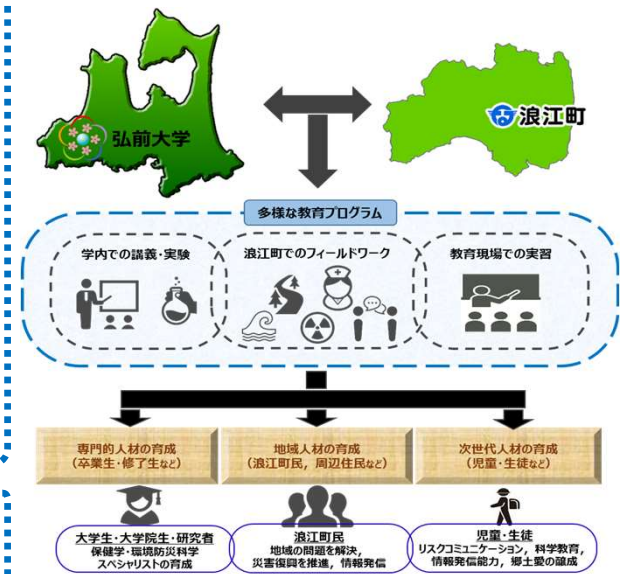 弘前大学
浪江町
多様な教育プログラム
学内での講義・実験
浪江町でのフィールドワーク
教育現場での実習
専門的人材の育成
(卒業生・修了生など)
地域人材の育成
(浪江町民, 周辺住民など)
次世代人材の育成
(児童・生徒など)
大学生・大学院生・研究者
保健学・環境防災科学
スペシャリストの育成
浪江町民
地域の問題を解決,
災害復興を推進, 情報発信
児童・生徒
リスクコミュニケーション, 科学教育,
情報発信能力, 郷土愛の醸成